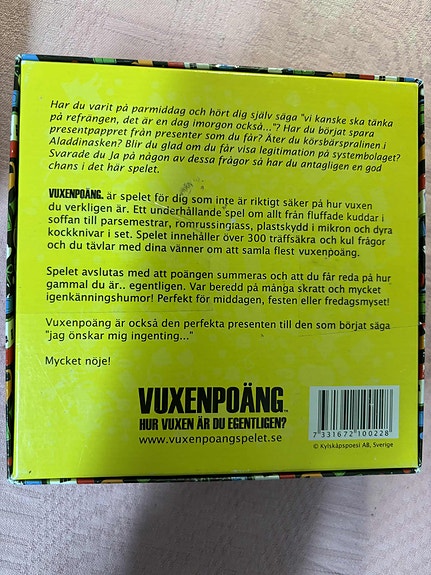 Har du varit på parmiddag och hört dig själv säga "vi kanske ska tänka
på refrängen, det är en dag imorgon också..."? Har du börjat spara
presentpappret från presenter som du får? Äter du körsbärspralinen i
Aladdinasken? Blir du glad om du får visa legitimation på systembolaget?
Svarade du Ja på någon av dessa frågor så har du antagligen en god
chans i det här spelet.
VUXENPOÄNG. är spelet för dig som inte är riktigt säker på hur vuxen
du verkligen är. Ett underhållande spel om allt från fluffade kuddar i
soffan till parsemestrar, romrussinglass, plastskydd i mikron och dyra
kockknivar i set. Spelet innehåller över 300 träffsäkra och kul frågor
och du tävlar med dina vänner om att samla flest vuxenpoäng.
Spelet avslutas med att poängen summeras och att du får reda på hur
gammal du är.. egentligen. Var beredd på många skratt och mycket
igenkänningshumor! Perfekt för middagen, festen eller fredagsmyset!
Vuxenpoäng är också den perfekta presenten till den som börjat säga
"jag önskar mig ingenting..."
Mycket nöje!
VUXENPOÄNG™
HUR VUXEN ÄR DU EGENTLIGEN?
www.vuxenpoangspelet.se
7 331672 100228
© Kylskåpspoesi AB, Sverige